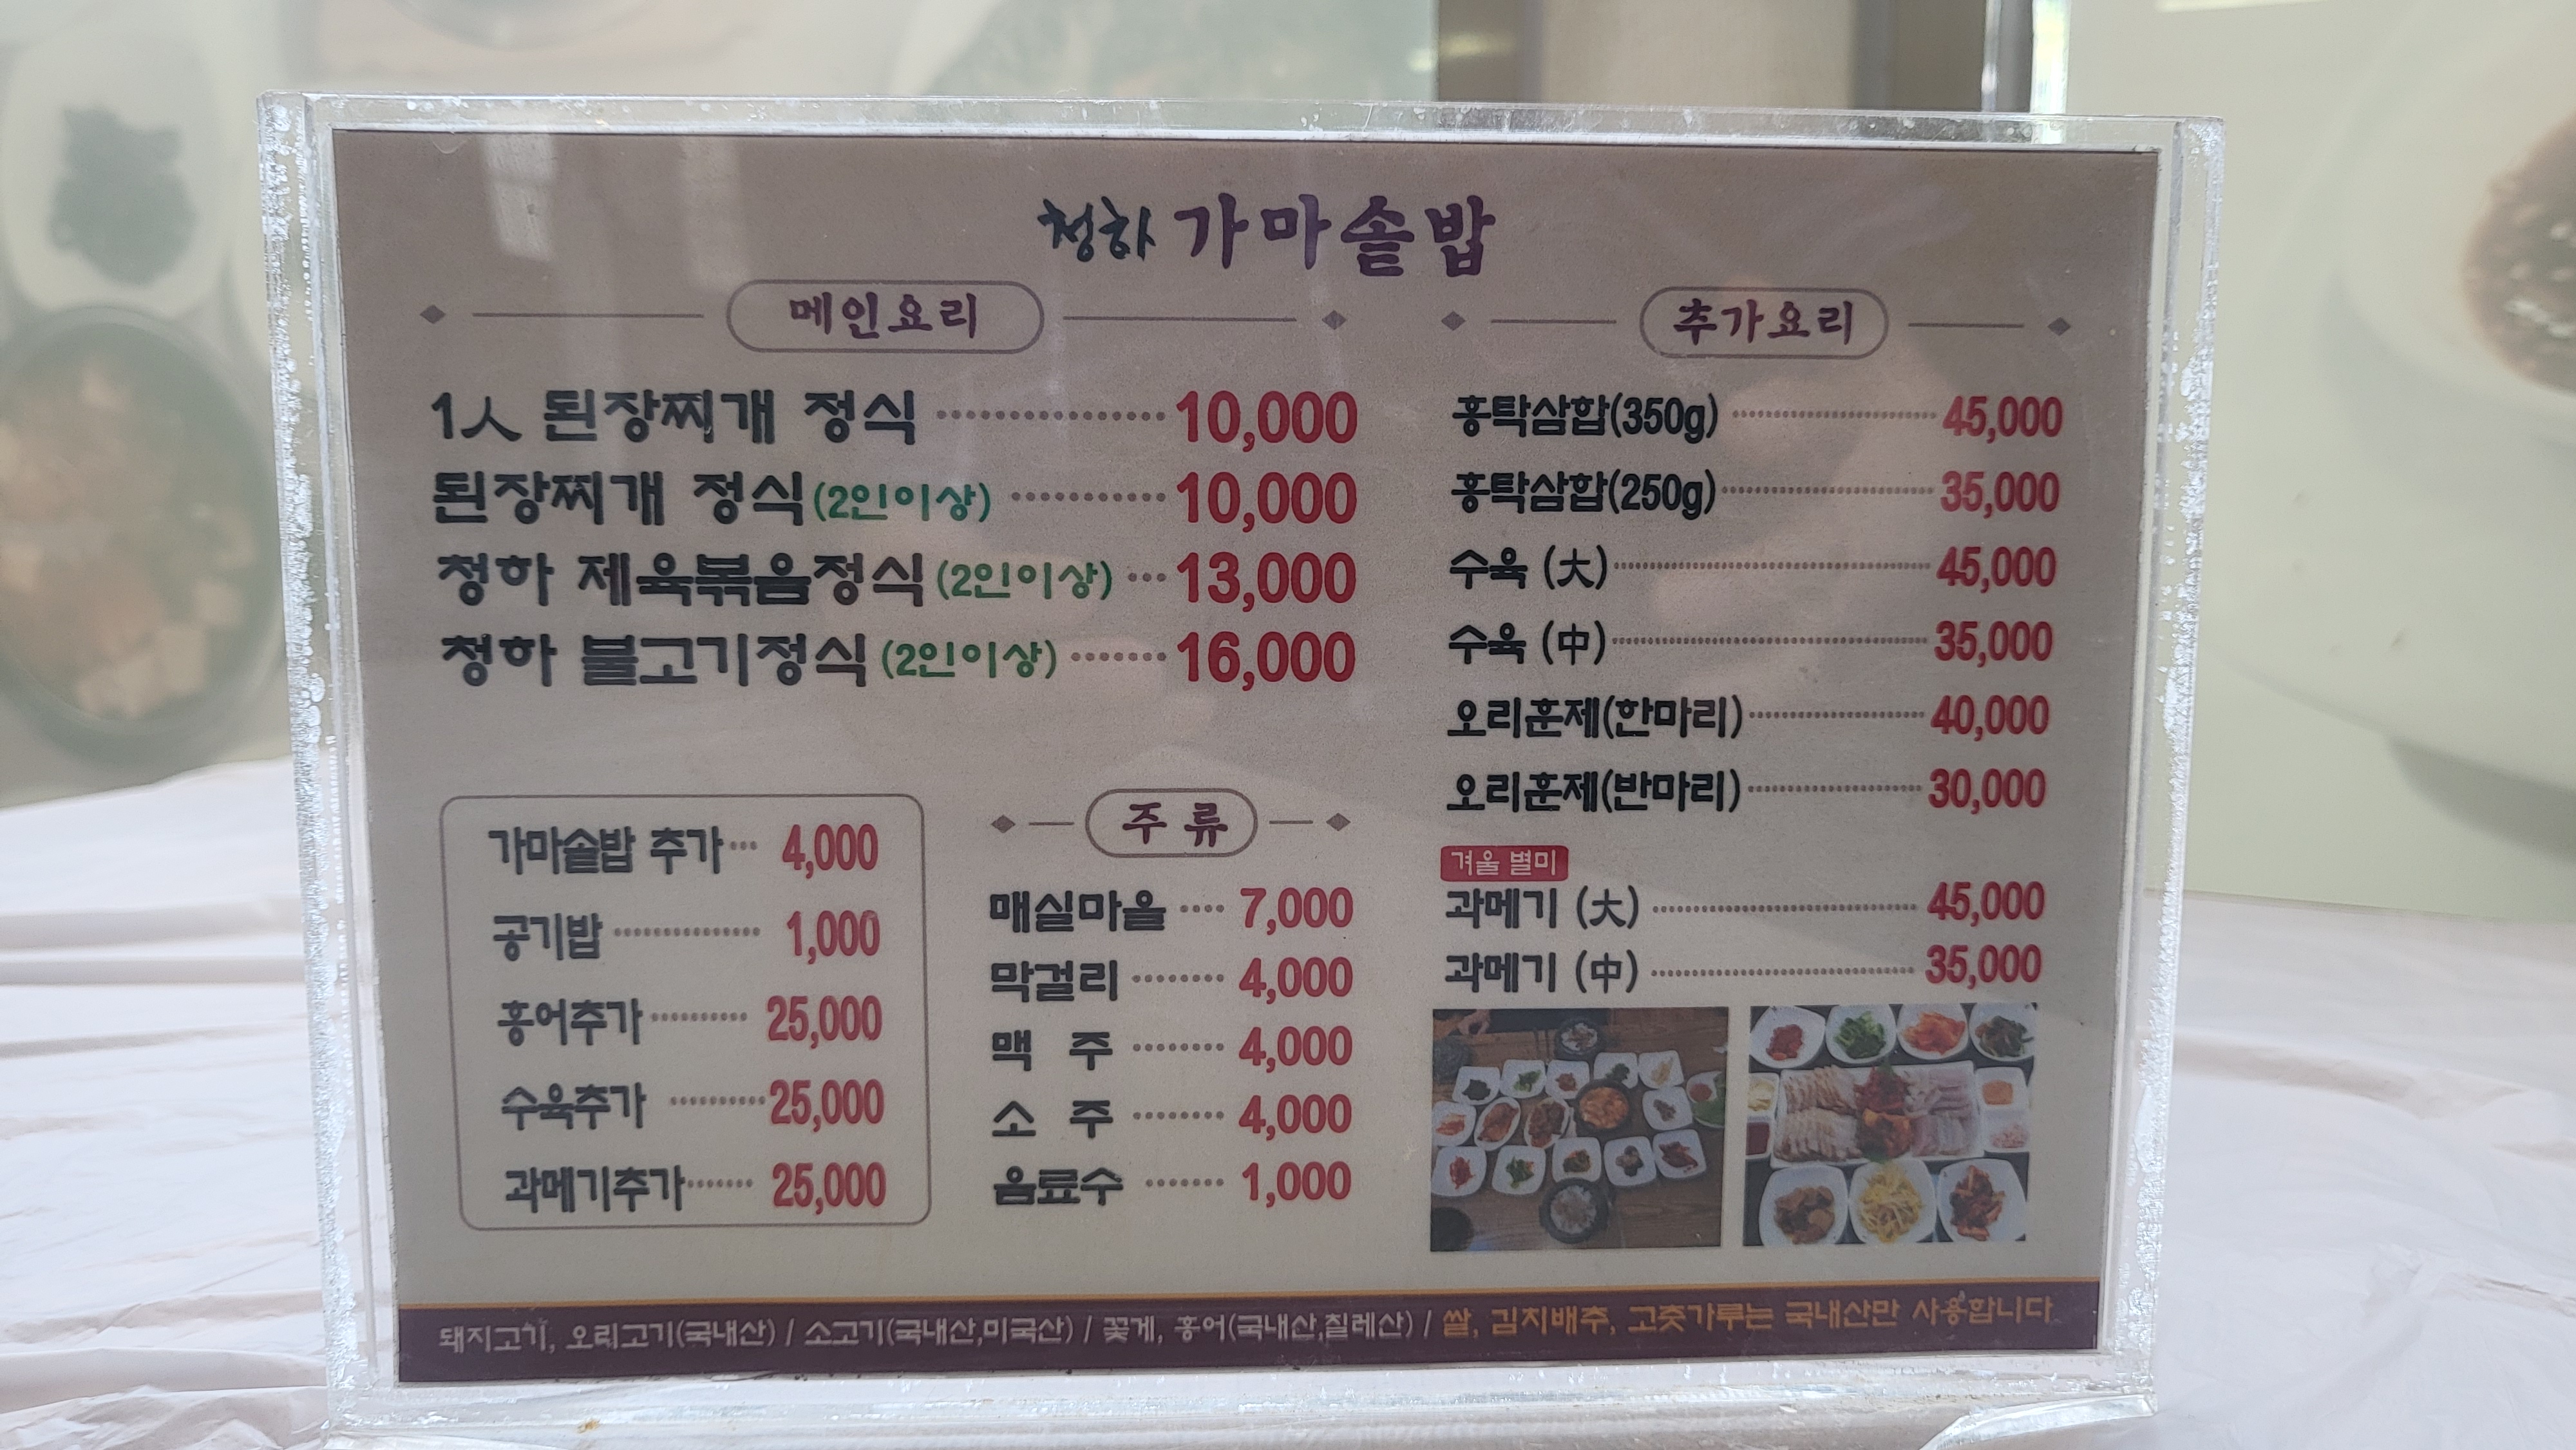 청하 가마솥밥
메인요리
1人 된장찌개 정식 10,000
된장찌개 정식(2인이상) 10,000
청하 제육볶음정식(2인이상) 13,000
청하 불고기정식(2인이상) 16,000
가마솥밥 추가 4,000
공기밥 1,000
홍어추가 25,000
수육추가 25,000
과메기추가 25,000
주 류
매실마을 7,000
막걸리 4,000
맥 주 4,000
소 주 4,000
음료수 1,000
추가요리
홍탁삼합(350g) 45,000
홍탁삼합(250g) 35,000
수육 (大) 45,000
수육 (中) 35,000
오리훈제(한마리) 40,000
오리훈제(반마리) 30,000
겨울 별미
과메기 (大) 45,000
과메기 (中) 35,000
돼지고기, 오리고기(국내산) / 소고기(국내산,미국산) / 꽃게, 홍어(국내산,칠레산) / 쌀, 김치배추, 고춧가루는 국내산만 사용합니다